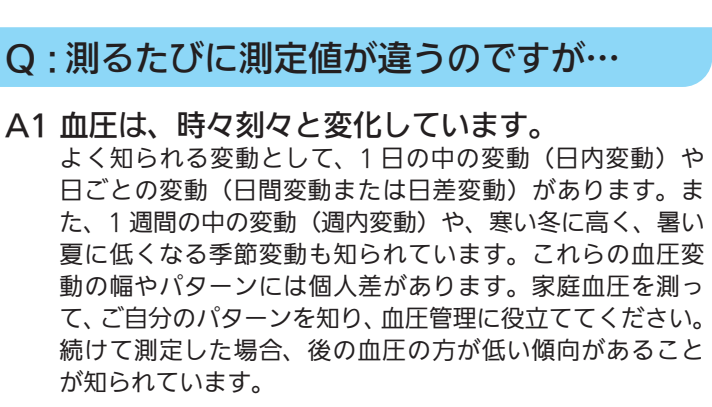 Q：測るたびに測定値が違うのですが…
A1 血圧は、時々刻々と変化しています。
よく知られる変動として、1日の中の変動（日内変動）や
日ごとの変動（日間変動または日差変動）があります。ま
た、1週間の中の変動（週内変動）や、寒い冬に高く、暑い
夏に低くなる季節変動も知られています。これらの血圧変
動の幅やパターンには個人差があります。家庭血圧を測っ
て、ご自分のパターンを知り、血圧管理に役立ててください。
続けて測定した場合、後の血圧の方が低い傾向があること
が知られています。